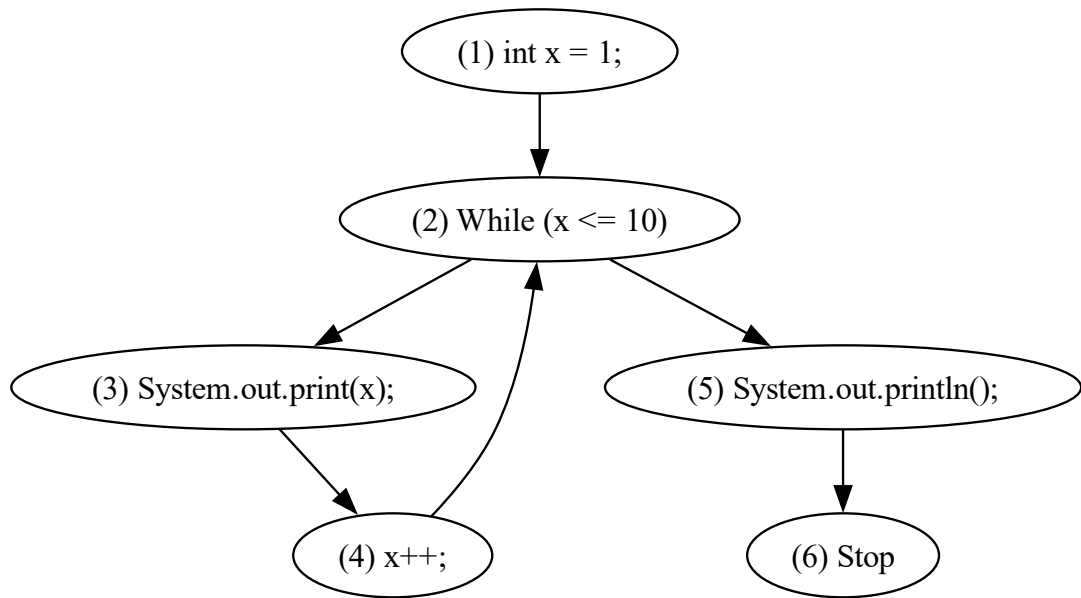 (1) int x = 1;
(2) While (x <= 10)
(3) System.out.print(x);
(5) System.out.println();
(4) x++;
(6) Stop